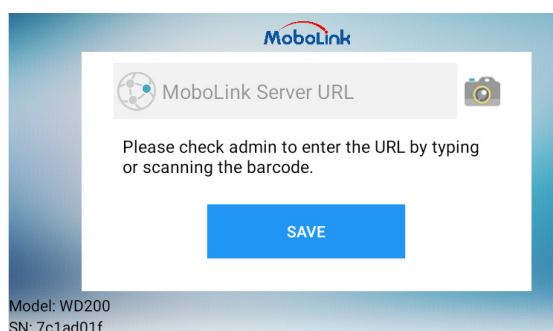 MoboLink
MoboLink Server URL
Please check admin to enter the URL by typing
or scanning the barcode.
SAVE
Model: WD200
SN: 7c1ad01f